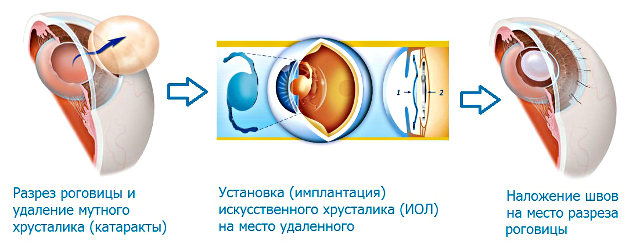 1
2
Разрез роговицы и
удаление мутного
хрусталика (катаракты)
Установка (имплантация)
искусственного хрусталика (ИОЛ)
на место удаленного
Наложение швов
на место разреза
роговицы